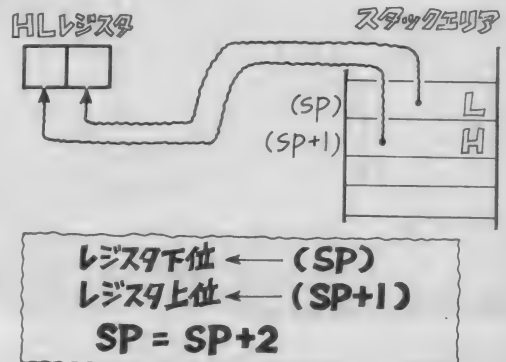 HLレジスタ
スタックエリア
(SP)
L
(SP+1)
H
レジスタ下位 ← (SP)
レジスタ上位 ← (SP+1)
SP = SP+2